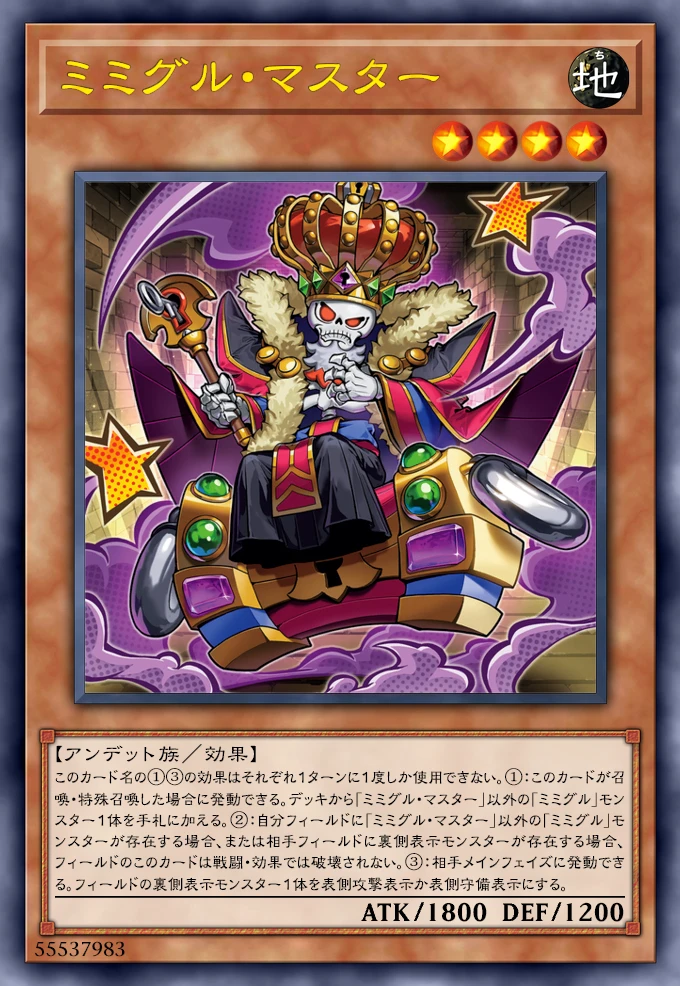 ミミグル・マスター
ち
地
【アンデット族／効果】
このカード名の①③の効果はそれぞれ1ターンに1度しか使用できない。①：このカードが召
喚・特殊召喚した場合に発動できる。デッキから「ミミグル・マスター」以外の「ミミグル」モン
スター1体を手札に加える。②：自分フィールドに「ミミグル・マスター」以外の「ミミグル」モ
ンスターが存在する場合、または相手フィールドに裏側表示モンスターが存在する場合、
フィールドのこのカードは戦闘・効果では破壊されない。③：相手メインフェイズに発動でき
る。フィールドの裏側表示モンスター1体を表側攻撃表示か表側守備表示にする。
ATK/1800 DEF/1200
55537983